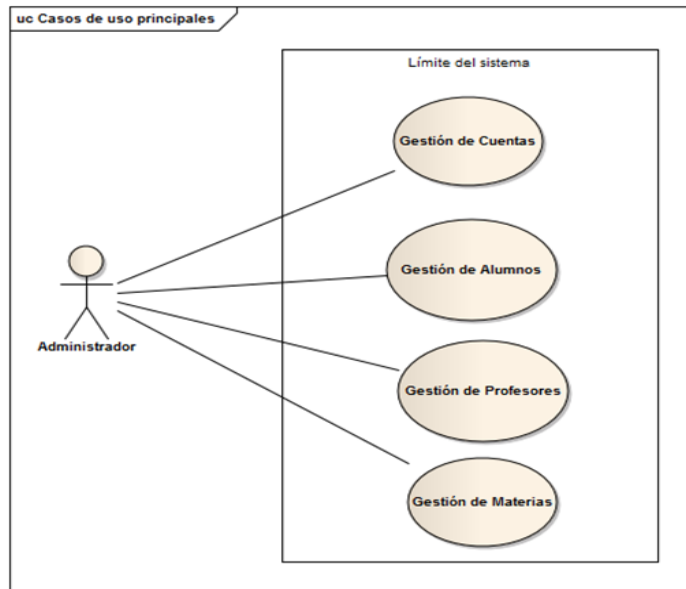 uc Casos de uso principales
Límite del sistema
Gestión de Cuentas
Gestión de Alumnos
Administrador
Gestión de Profesores
Gestión de Materias